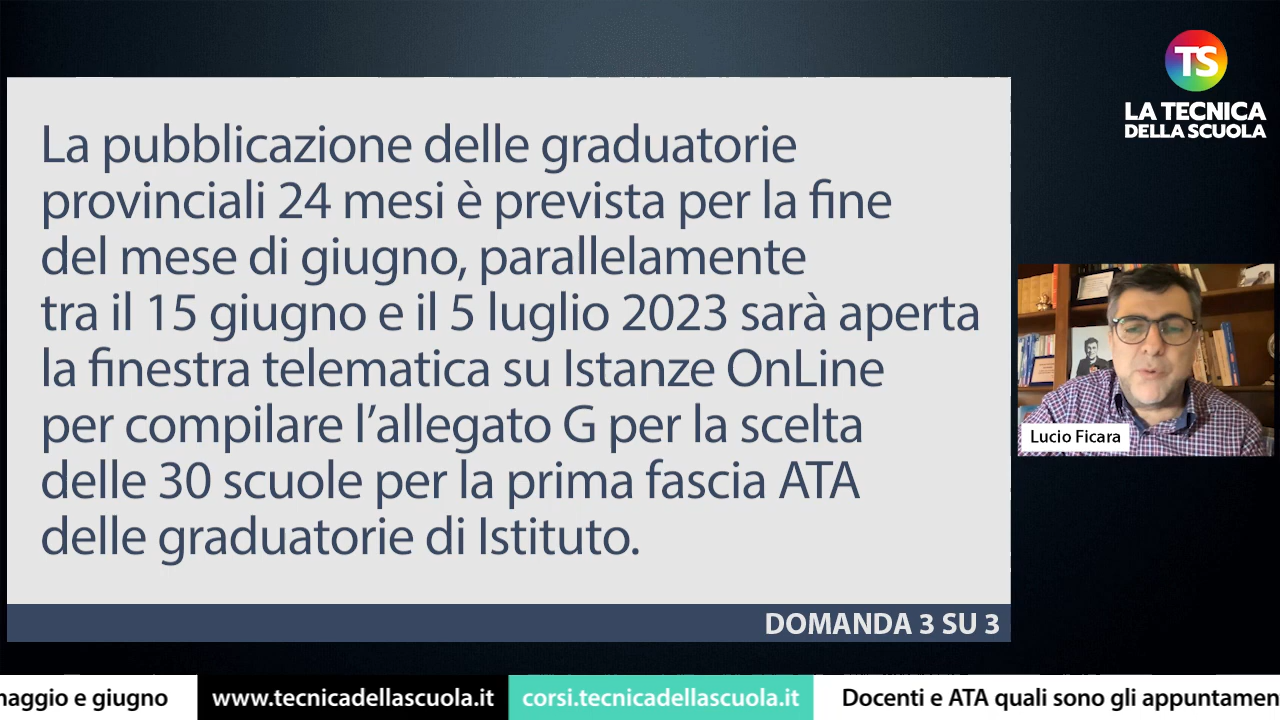 TS
LA TECNICA
DELLA SCUOLA
La pubblicazione delle graduatorie
provinciali 24 mesi è prevista per la fine
del mese di giugno, parallelamente
tra il 15 giugno e il 5 luglio 2023 sarà aperta
la finestra telematica su Istanze OnLine
per compilare l’allegato G per la scelta
delle 30 scuole per la prima fascia ATA
delle graduatorie di Istituto.
Lucio Ficara
DOMANDA 3 SU 3
naggio e giugno www.tecnicadellascuola.it corsi.tecnicadellascuola.it Docenti e ATA quali sono gli appuntamen